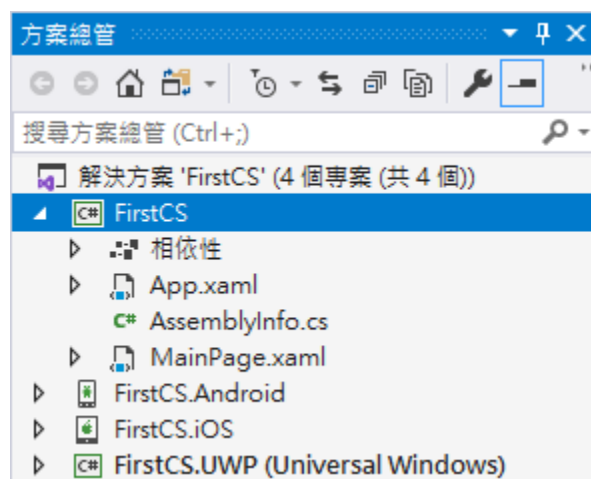 方案總管
搜尋方案總管 (Ctrl+;)
解決方案 'FirstCS' (4 個專案 (共 4 個))
C# FirstCS
相依性
App.xaml
C# AssemblyInfo.cs
MainPage.xaml
FirstCS.Android
FirstCS.iOS
C# FirstCS.UWP (Universal Windows)